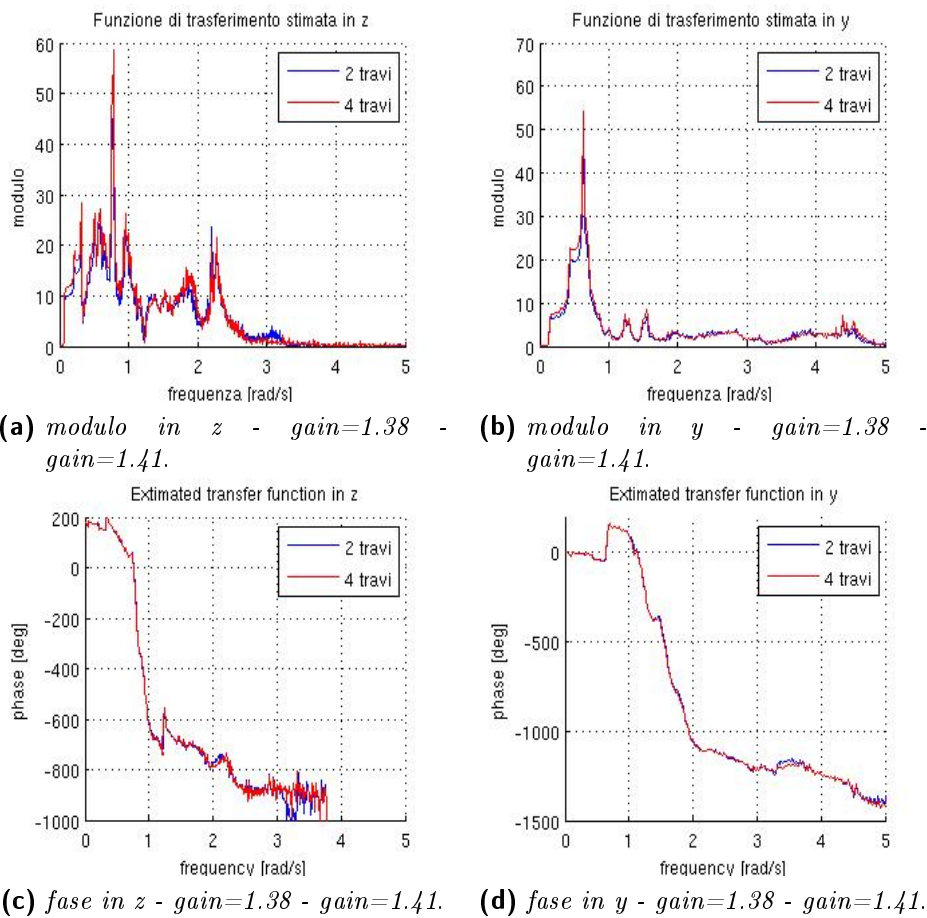 Funzione di trasferimento stimata in z
60
50
40
30
20
10
0
modulo
2 travi
4 travi
0 1 2 3 4 5
frequenza [rad/s]
(a) modulo in z - gain=1.38 -
gain=1.41.
Funzione di trasferimento stimata in y
70
60
50
40
30
20
10
0
modulo
2 travi
4 travi
0 1 2 3 4 5
frequenza [rad/s]
(b) modulo in y - gain=1.38 -
gain=1.41.
Extimated transfer function in z
200
0
-200
-400
-600
-800
-1000
phase [deg]
2 travi
4 travi
0 1 2 3 4 5
frequency [rad/s]
(c) fase in z - gain=1.38 - gain=1.41.
Extimated transfer function in y
0
-500
-1000
-1500
phase [deg]
2 travi
4 travi
0 1 2 3 4 5
frequency [rad/s]
(d) fase in y - gain=1.38 - gain=1.41.